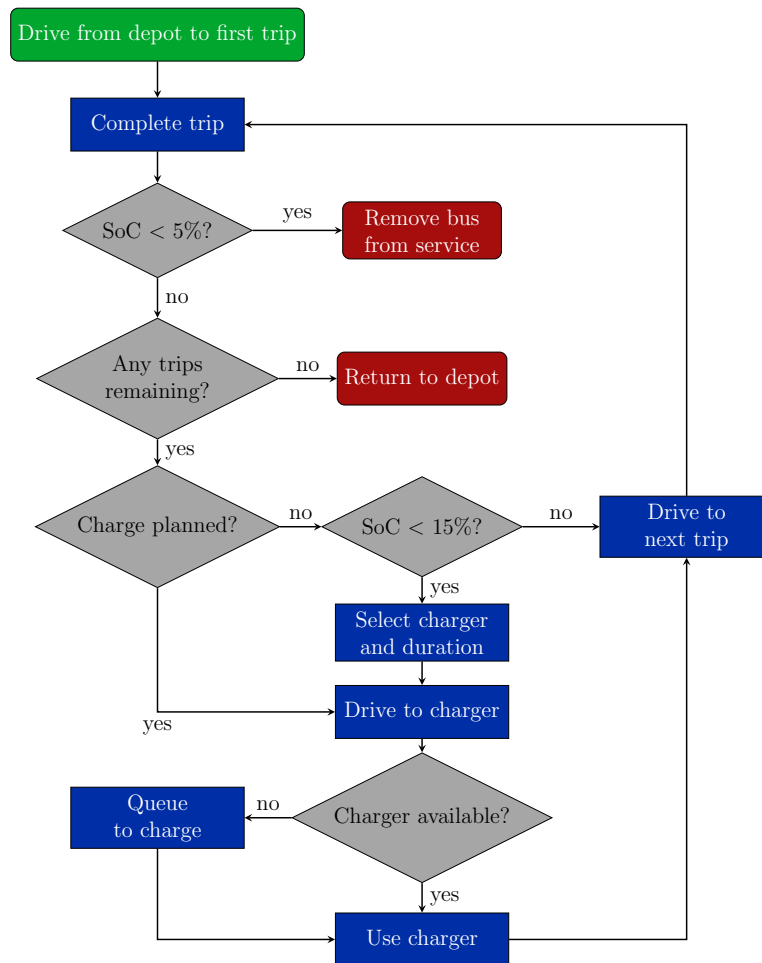 Drive from depot to first trip
Complete trip
SoC < 5%?
yes
Remove bus
from service
no
Any trips
remaining?
no
Return to depot
yes
Charge planned?
no
SoC < 15%?
no
Drive to
next trip
yes
Select charger
and duration
Drive to charger
yes
Queue
to charge
no
Charger available?
yes
Use charger